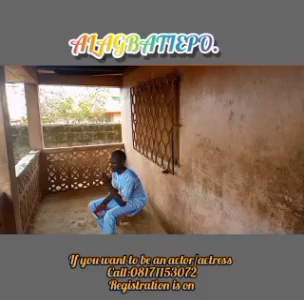 ALAGBATIEPO.
If you want to be an actor/actress
Call:08171153072
Registration is on